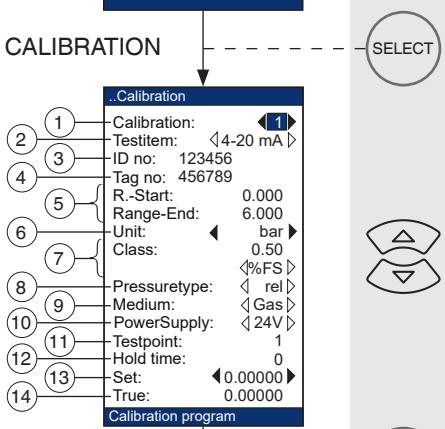 CALIBRATION
SELECT
..Calibration
1 Calibration: 1
2 Testitem: 4-20 mA
3 ID no: 123456
4 Tag no: 456789
5 R.-Start: 0.000
Range-End: 6.000
6 Unit: bar
7 Class: 0.50
%FS
8 Pressuretype: rel
9 Medium: Gas
10 PowerSupply: 24V
11 Testpoint: 1
12 Hold time: 0
13 Set: 0.00000
14 True: 0.00000
Calibration program